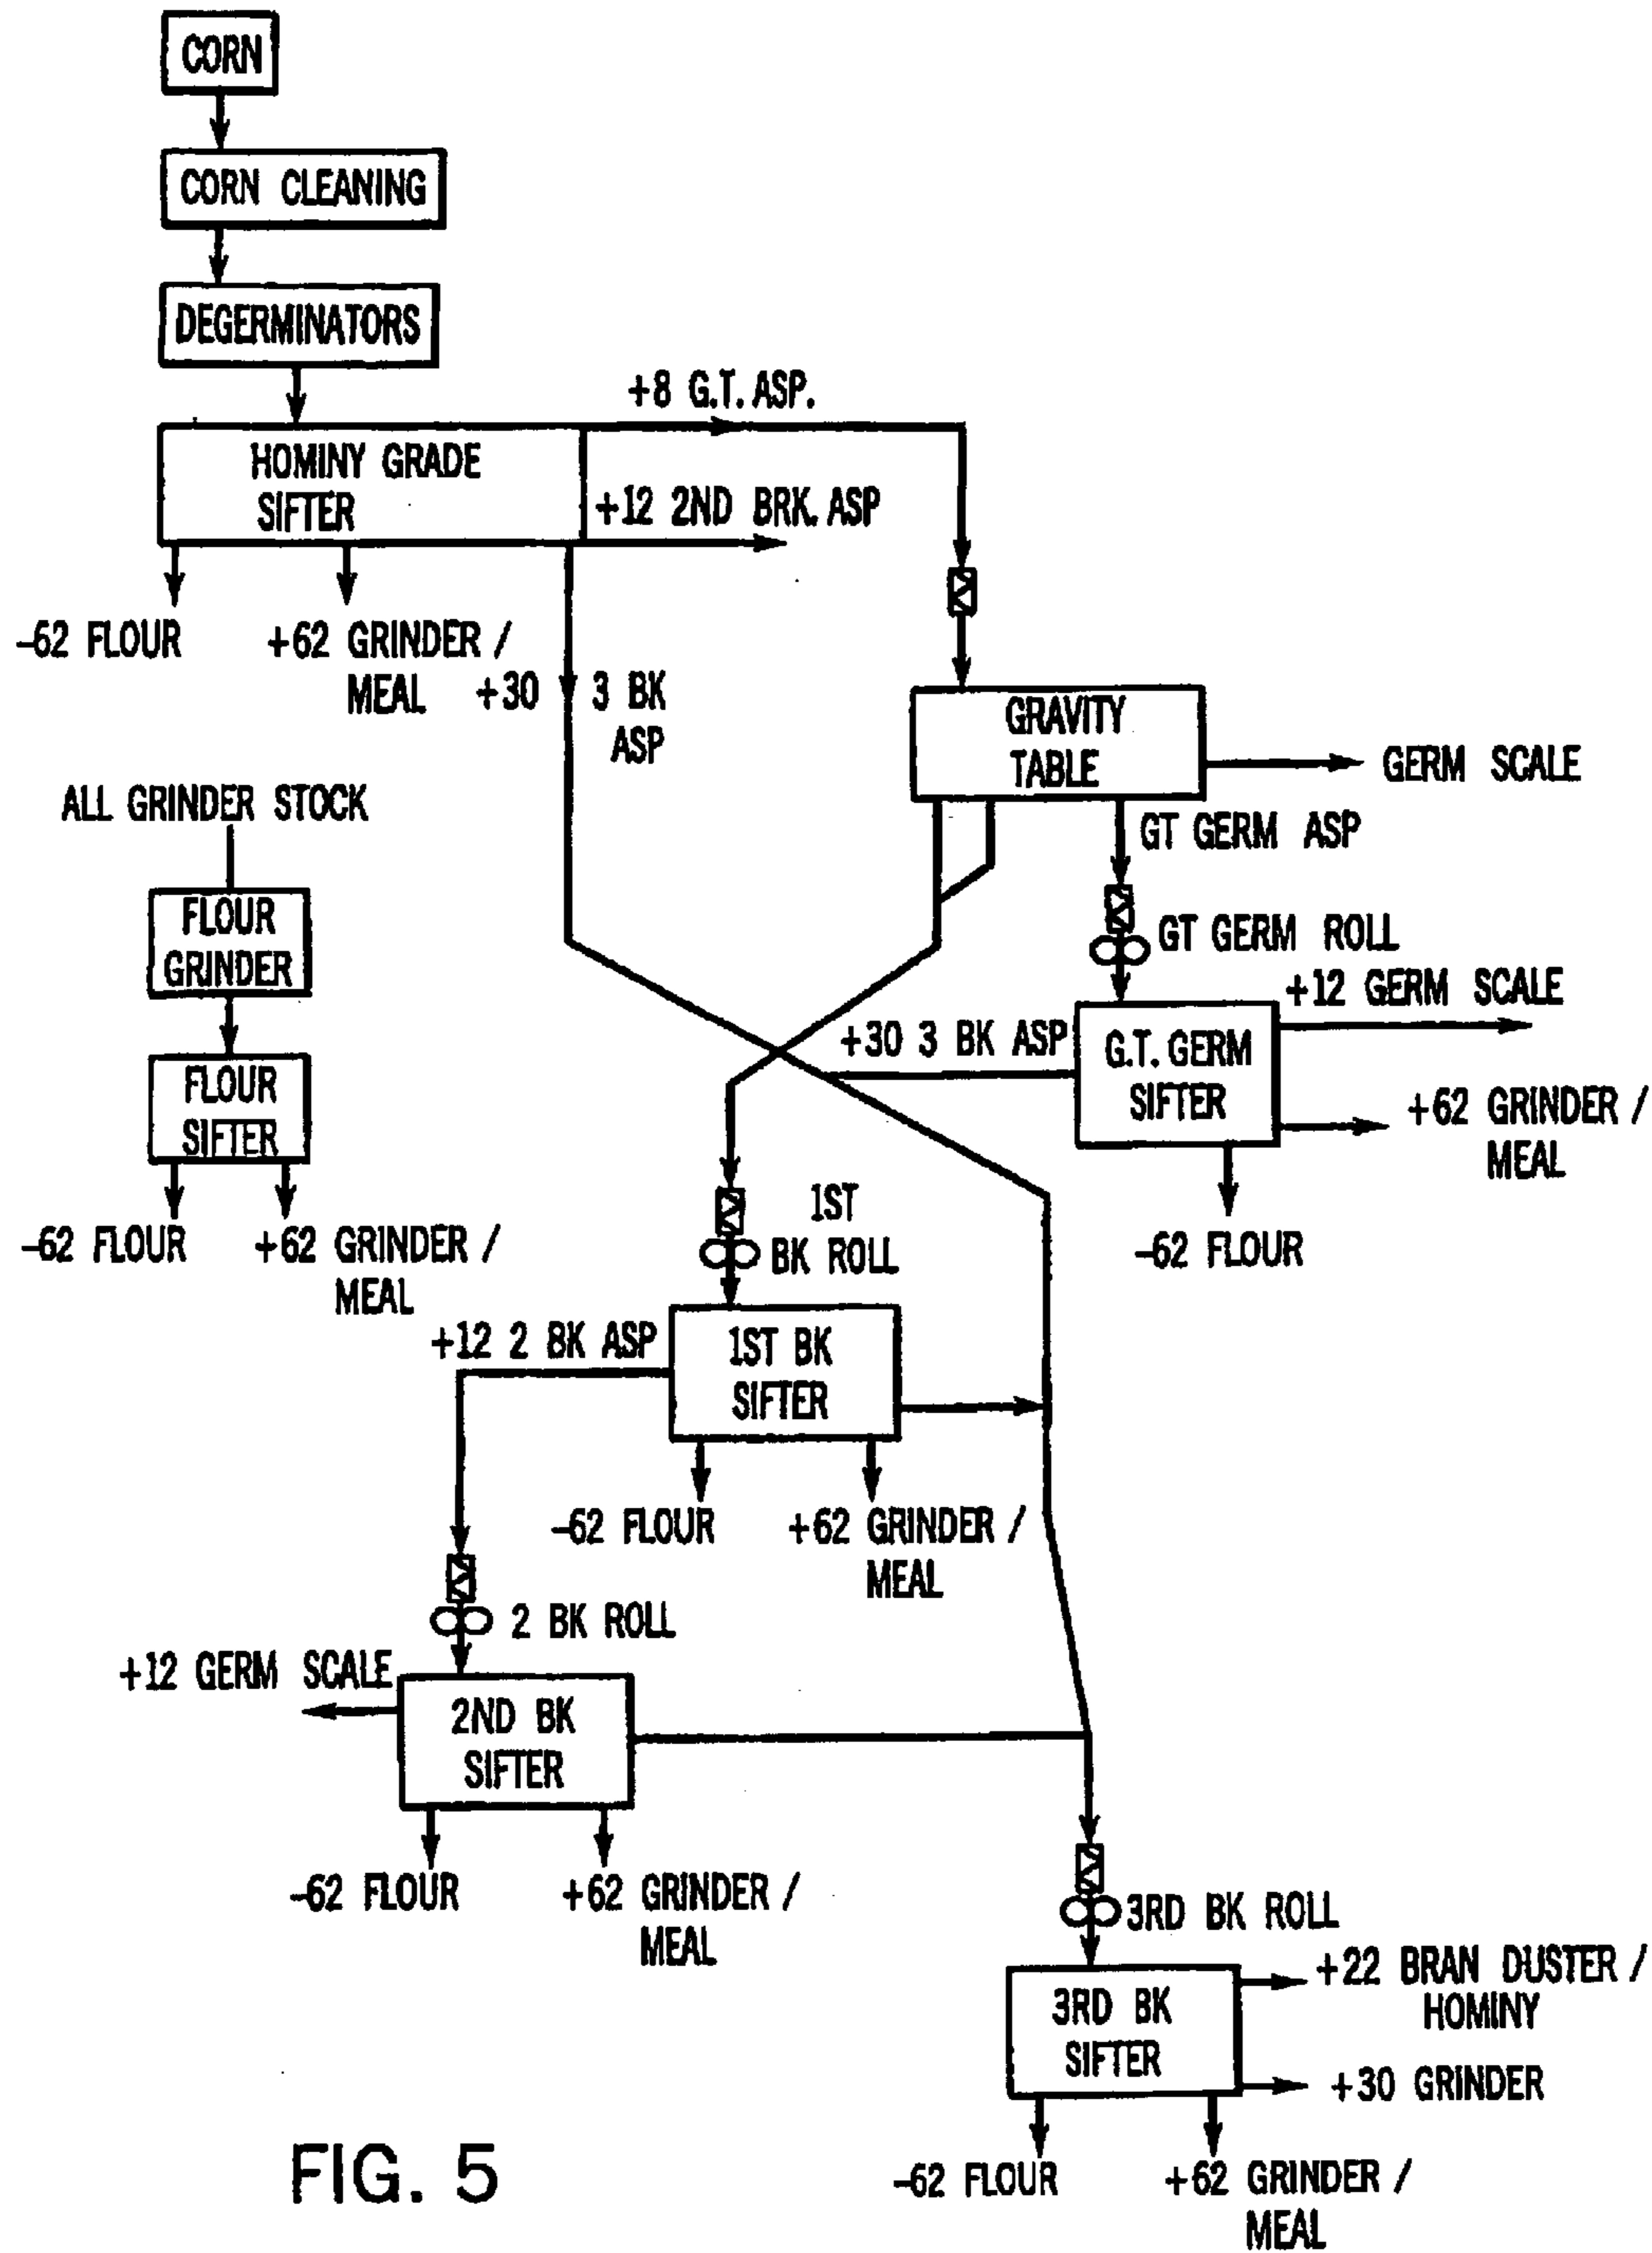 CORN
CORN CLEANING
DEGERMINATORS
+8 G.T. ASP.
HOMINY GRADE
SIFTER
+12 2ND BRK. ASP
-62 FLOUR
+62 GRINDER /
MEAL
+30 3 BK
ASP
GRAVITY
TABLE
GERM SCALE
ALL GRINDER STOCK
GT GERM ASP
FLOUR
GRINDER
GT GERM ROLL
+12 GERM SCALE
+30 3 BK ASP
G.T. GERM
SIFTER
FLOUR
SIFTER
+62 GRINDER /
MEAL
-62 FLOUR
+62 GRINDER /
MEAL
-62 FLOUR
1ST
BK ROLL
+12 2 BK ASP
1ST BK
SIFTER
-62 FLOUR
+62 GRINDER /
MEAL
2 BK ROLL
+12 GERM SCALE
2ND BK
SIFTER
-62 FLOUR
+62 GRINDER /
MEAL
3RD BK ROLL
+22 BRAN DUSTER /
HOMINY
3RD BK
SIFTER
+30 GRINDER
-62 FLOUR
+62 GRINDER /
MEAL
FIG. 5